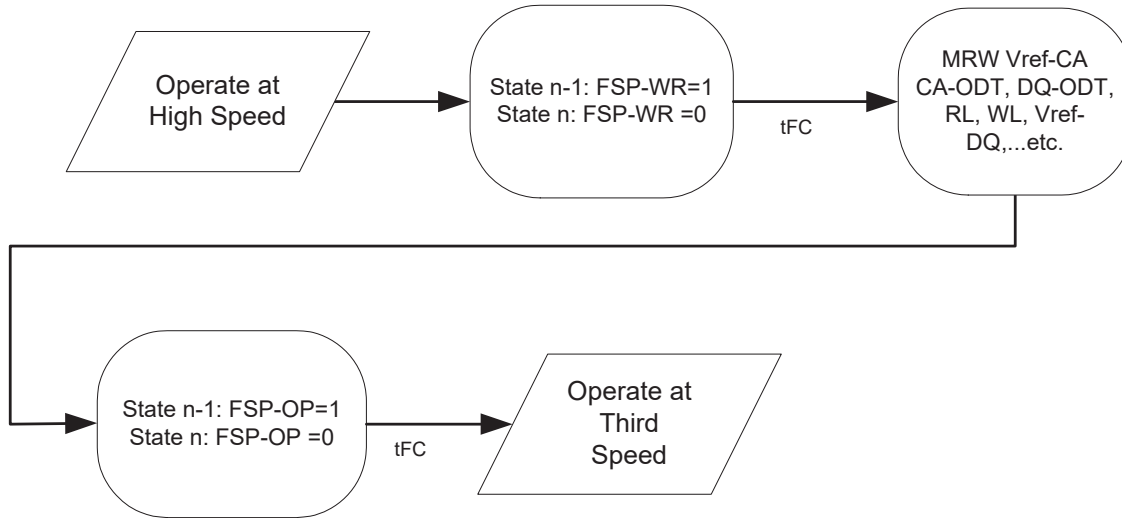 Operate at
High Speed
State n-1: FSP-WR=1
State n: FSP-WR =0
tFC
MRW Vref-CA
CA-ODT, DQ-ODT,
RL, WL, Vref-
DQ,...etc.
State n-1: FSP-OP=1
State n: FSP-OP =0
tFC
Operate at
Third
Speed